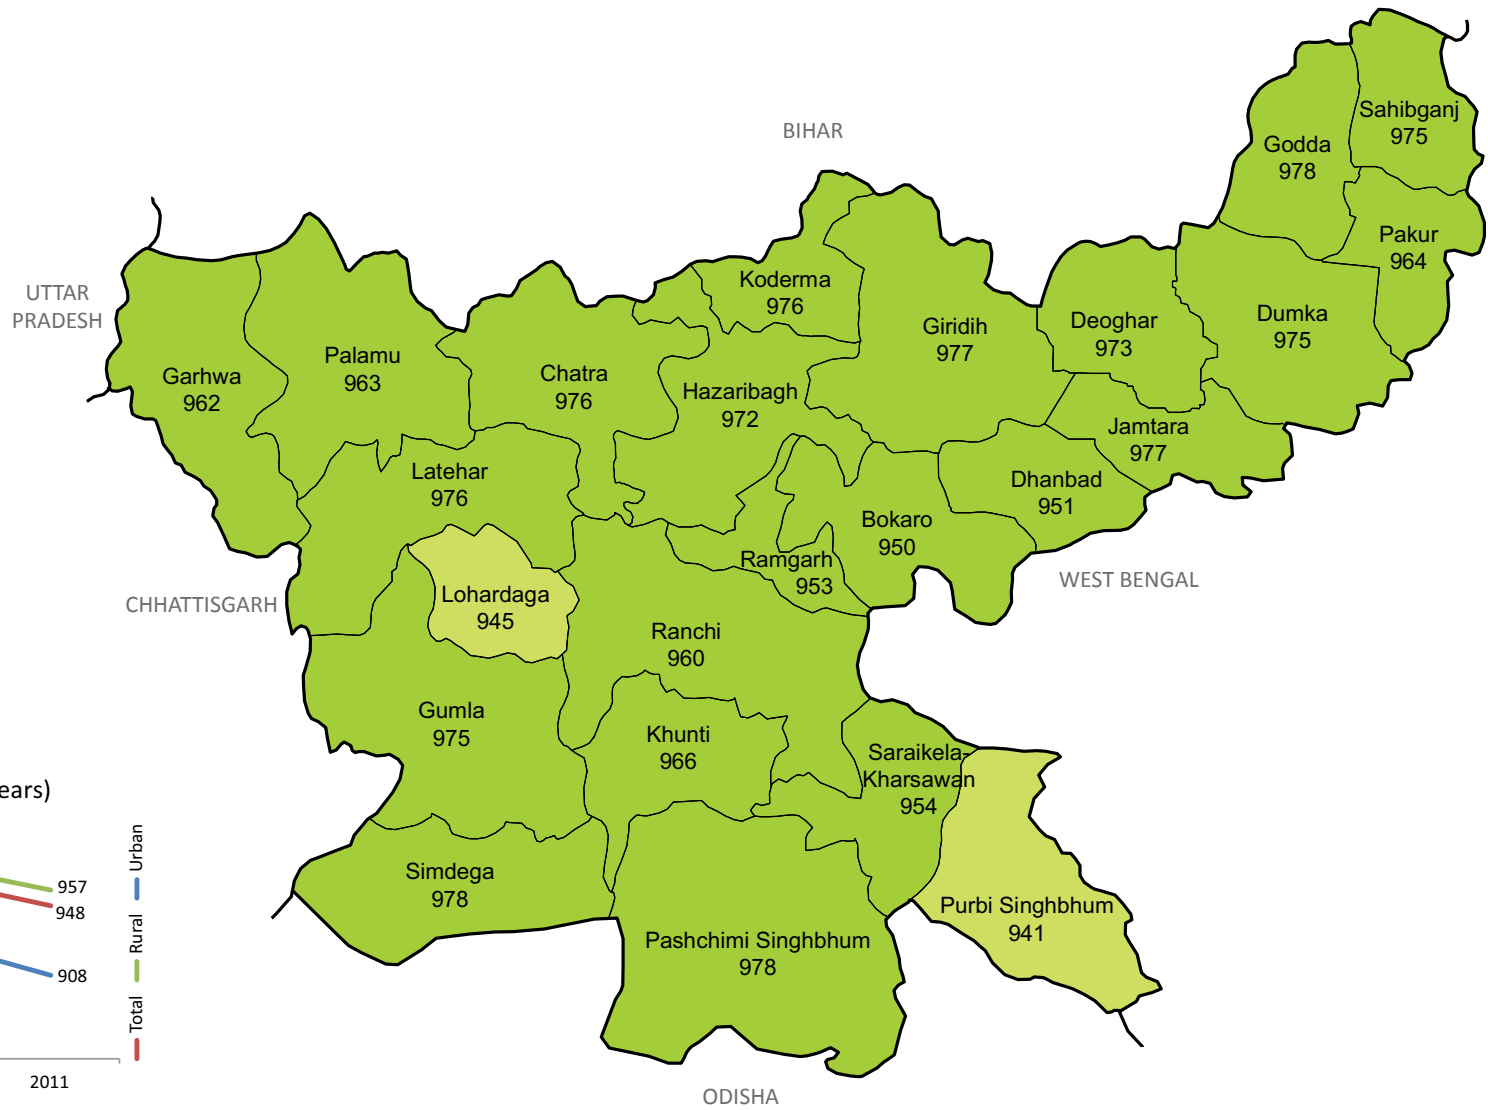 BIHAR
UTTAR
PRADESH
CHHATTISGARH
WEST BENGAL
ODISHA
Sahibganj
975
Godda
978
Pakur
964
Koderma
976
Dumka
975
Giridih
977
Deoghar
973
Palamu
963
Garhwa
962
Chatra
976
Hazaribagh
972
Jamtara
977
Latehar
976
Dhanbad
951
Bokaro
950
Ramgarh
953
Lohardaga
945
Ranchi
960
Gumla
975
Khunti
966
Saraikela-
Kharsawan
954
Simdega
978
Purbi Singhbhum
941
Pashchimi Singhbhum
978
ears)
957
948
908
2011
Urban
Rural
Total